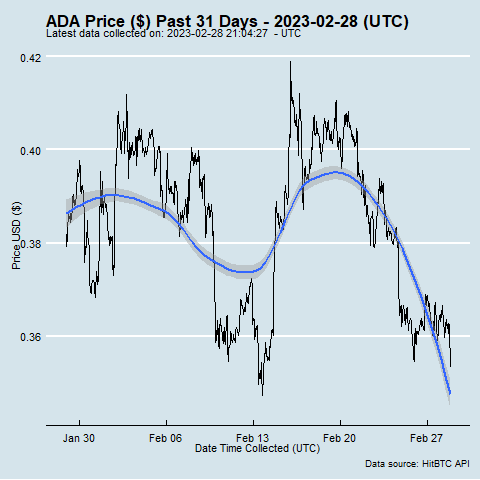 ADA Price ($) Past 31 Days - 2023-02-28 (UTC)
Latest data collected on: 2023-02-28 21:04:27 - UTC
0.42
0.40
0.38
0.36
Price USD ($)
Jan 30 Feb 06 Feb 13 Feb 20 Feb 27
Date Time Collected (UTC)
Data source: HitBTC API